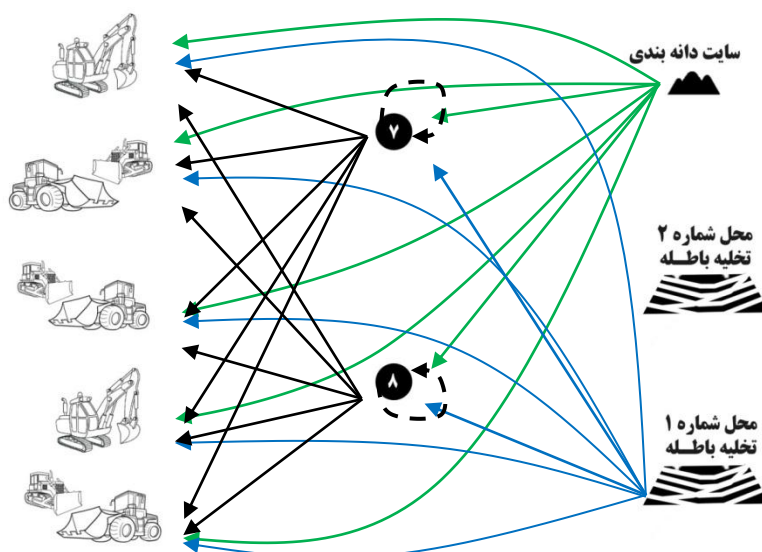 سایت دانه بندی
۷
محل شماره ۲
تخلیه باطـــله
۸
محل شماره ۱
تخلیه باطـــله